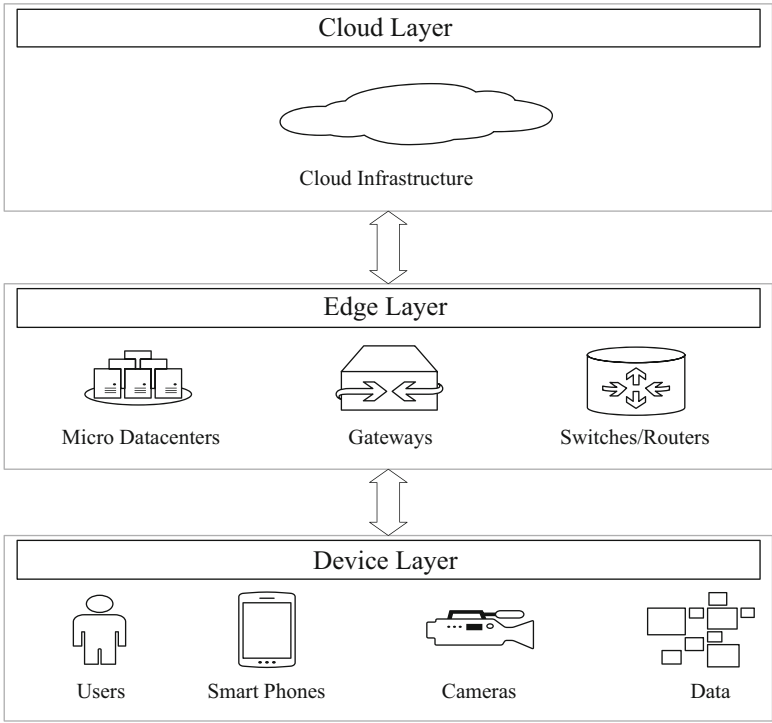 Cloud Layer
Cloud Infrastructure
Edge Layer
Micro Datacenters
Gateways
Switches/Routers
Device Layer
Users
Smart Phones
Cameras
Data